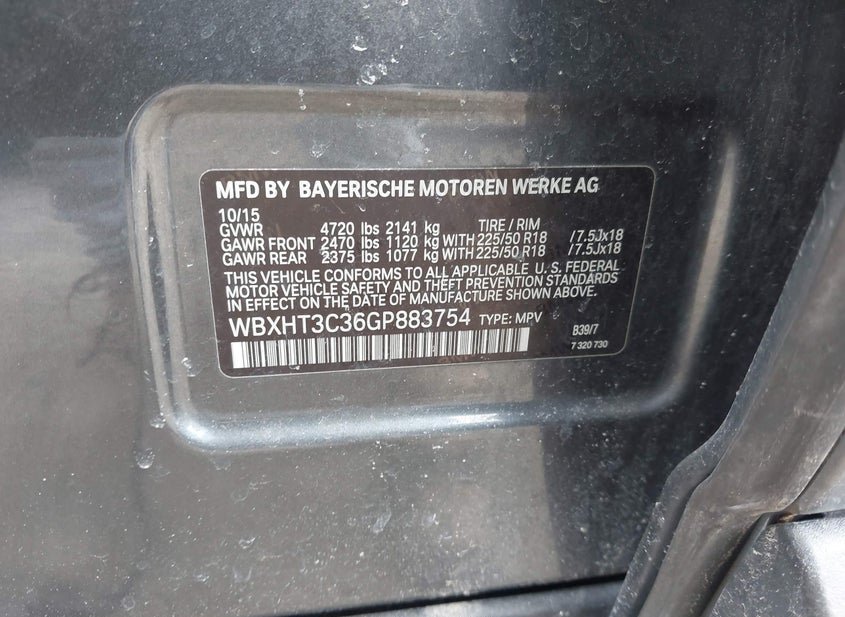 MFD BY BAYERISCHE MOTOREN WERKE AG
10/15
GVWR 4720 lbs 2141 kg TIRE / RIM
GAWR FRONT 2470 lbs 1120 kg WITH 225/50 R18 /7.5Jx18
GAWR REAR 2375 lbs 1077 kg WITH 225/50 R18 /7.5Jx18
THIS VEHICLE CONFORMS TO ALL APPLICABLE U.S. FEDERAL
MOTOR VEHICLE SAFETY AND THEFT PREVENTION STANDARDS
IN EFFECT ON THE DATE OF MANUFACTURE SHOWN ABOVE.
WBXHT3C36GP883754 TYPE: MPV B39/7
7 320 730